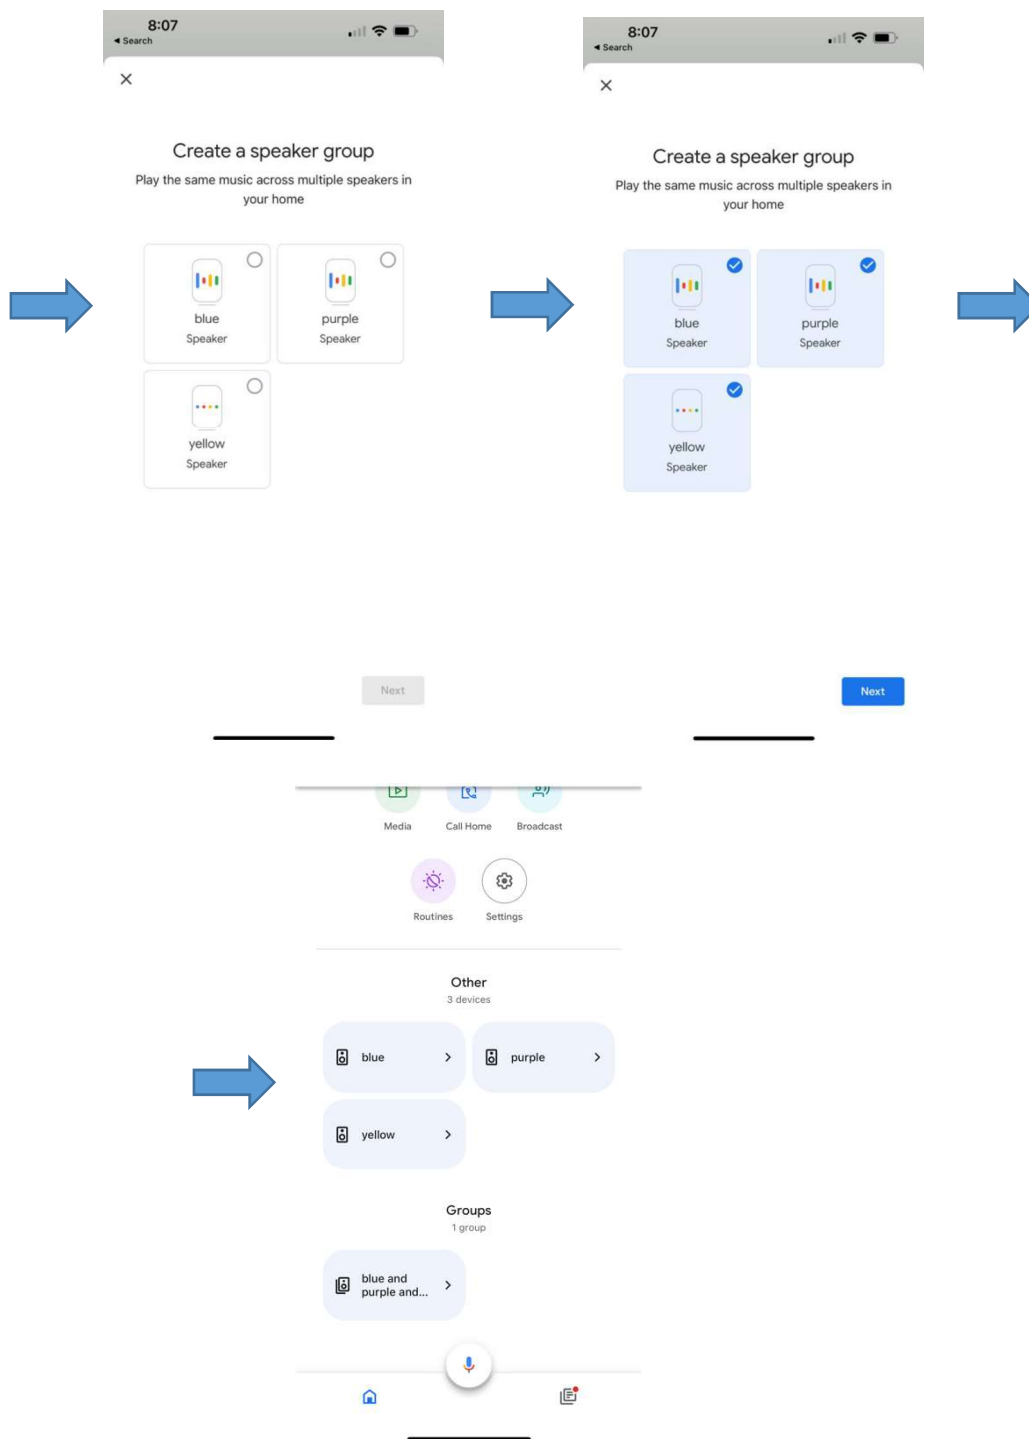 8:07
◂ Search
Create a speaker group
Play the same music across multiple speakers in
your home
blue
Speaker
purple
Speaker
yellow
Speaker
Next
8:07
◂ Search
Create a speaker group
Play the same music across multiple speakers in
your home
blue
Speaker
purple
Speaker
yellow
Speaker
Next
Media
Call Home
Broadcast
Routines
Settings
Other
3 devices
blue
purple
yellow
Groups
1 group
blue and
purple and...